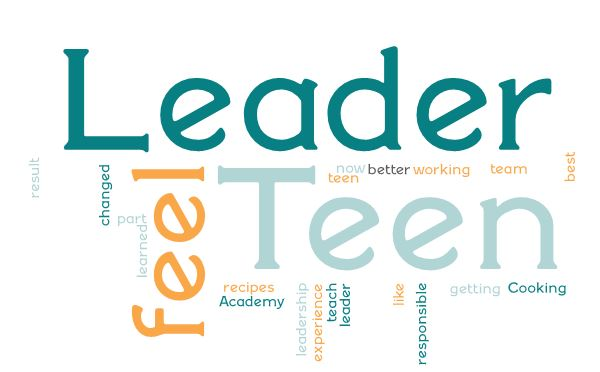 Leader
result
changed
part
learned
feel
Teen
now
teen
better
working
team
best
recipes
Academy
leadership
experience
teach
leader
like
responsible
getting
Cooking